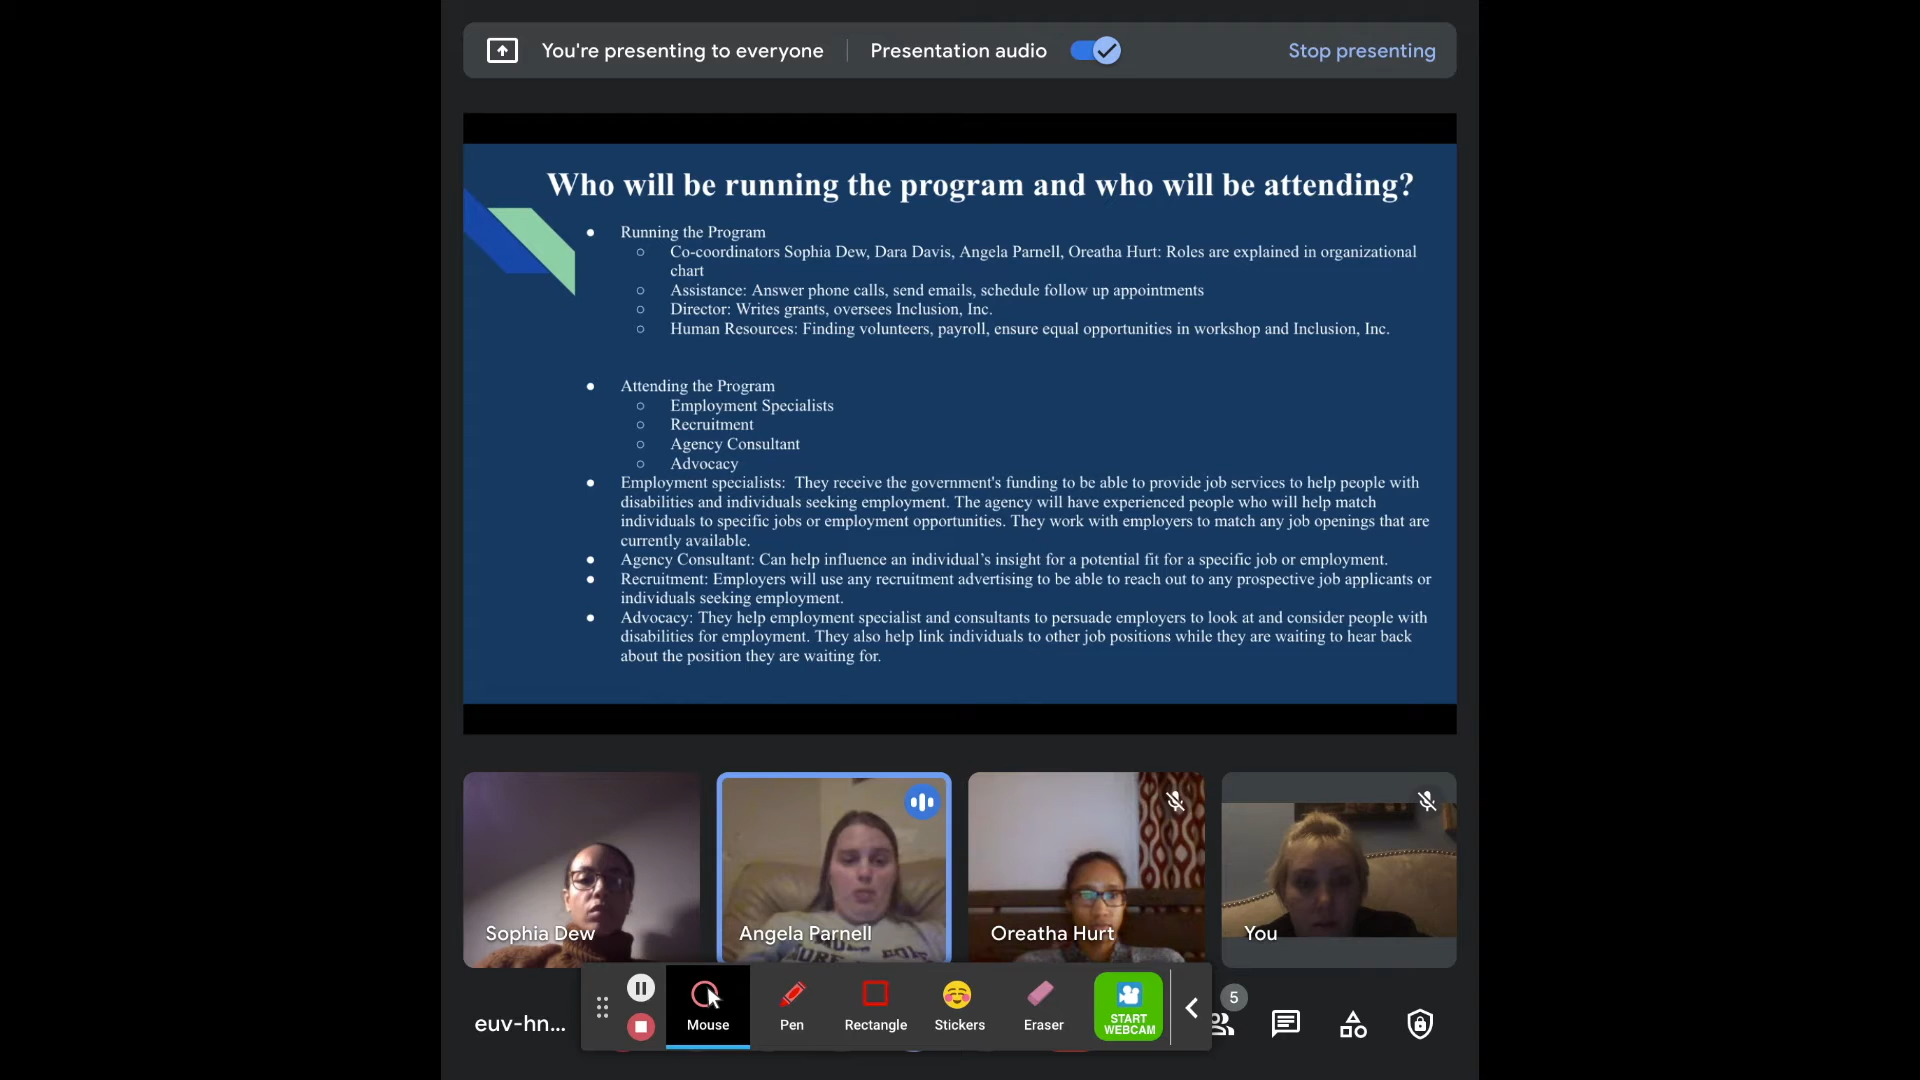 You're presenting to everyone
Presentation audio
Stop presenting
Who will be running the program and who will be attending?
● Running the Program
○ Co-coordinators Sophia Dew, Dara Davis, Angela Parnell, Oreatha Hurt: Roles are explained in organizational
chart
○ Assistance: Answer phone calls, send emails, schedule follow up appointments
○ Director: Writes grants, oversees Inclusion, Inc.
○ Human Resources: Finding volunteers, payroll, ensure equal opportunities in workshop and Inclusion, Inc.
● Attending the Program
○ Employment Specialists
○ Recruitment
○ Agency Consultant
○ Advocacy
● Employment specialists:  They receive the government's funding to be able to provide job services to help people with
disabilities and individuals seeking employment. The agency will have experienced people who will help match
individuals to specific jobs or employment opportunities. They work with employers to match any job openings that are
currently available.
● Agency Consultant: Can help influence an individual’s insight for a potential fit for a specific job or employment.
● Recruitment: Employers will use any recruitment advertising to be able to reach out to any prospective job applicants or
individuals seeking employment.
● Advocacy: They help employment specialist and consultants to persuade employers to look at and consider people with
disabilities for employment. They also help link individuals to other job positions while they are waiting to hear back
about the position they are waiting for.
Sophia Dew
Angela Parnell
Oreatha Hurt
You
euv-hn...
Mouse
Pen
Rectangle
Stickers
Eraser
START
WEBCAM
5